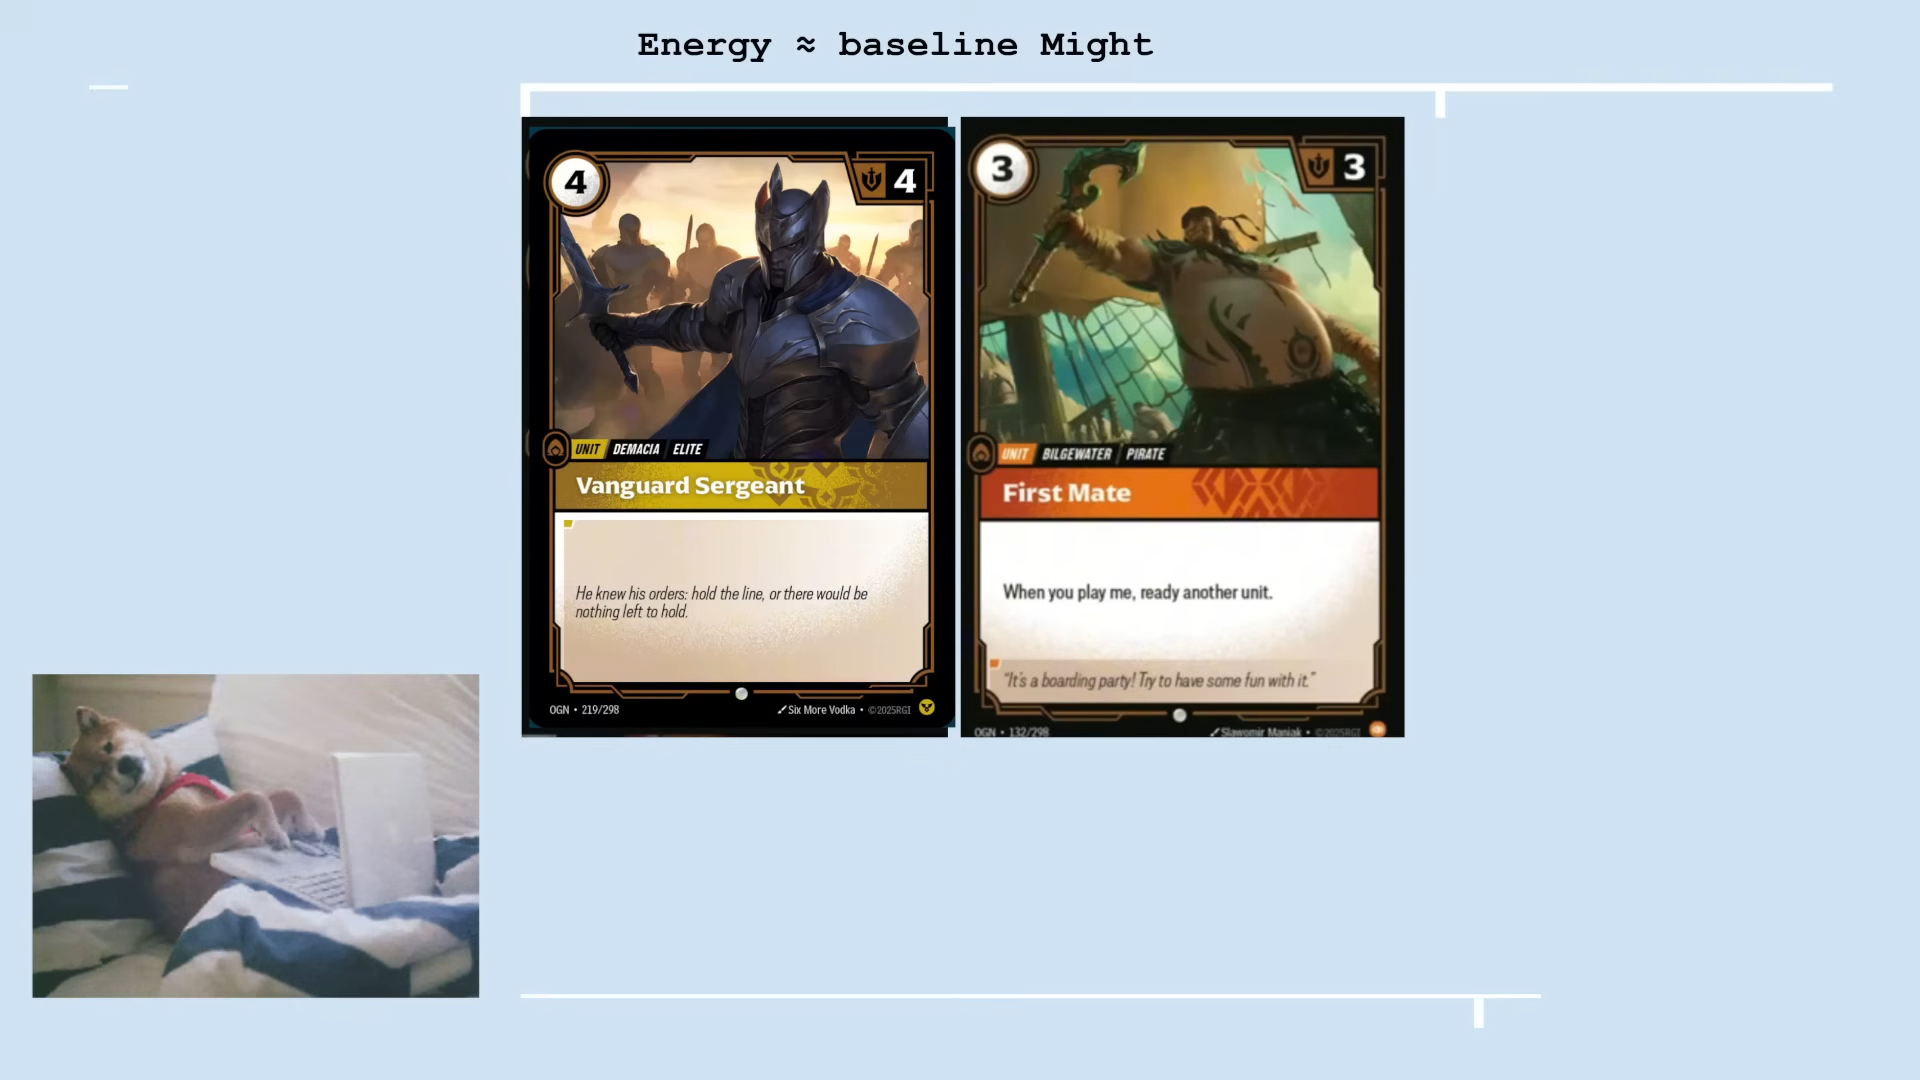 Energy ≈ baseline Might
4
4
UNIT DEMACIA ELITE
Vanguard Sergeant
He knew his orders: hold the line, or there would be
nothing left to hold.
OGN • 219/298
Six More Vodka • ©2025RGI
3
3
UNIT BILGEWATER PIRATE
First Mate
When you play me, ready another unit.
"It's a boarding party! Try to have some fun with it."
OGN • 132/298
Slawomir Maniak • ©2025RGI